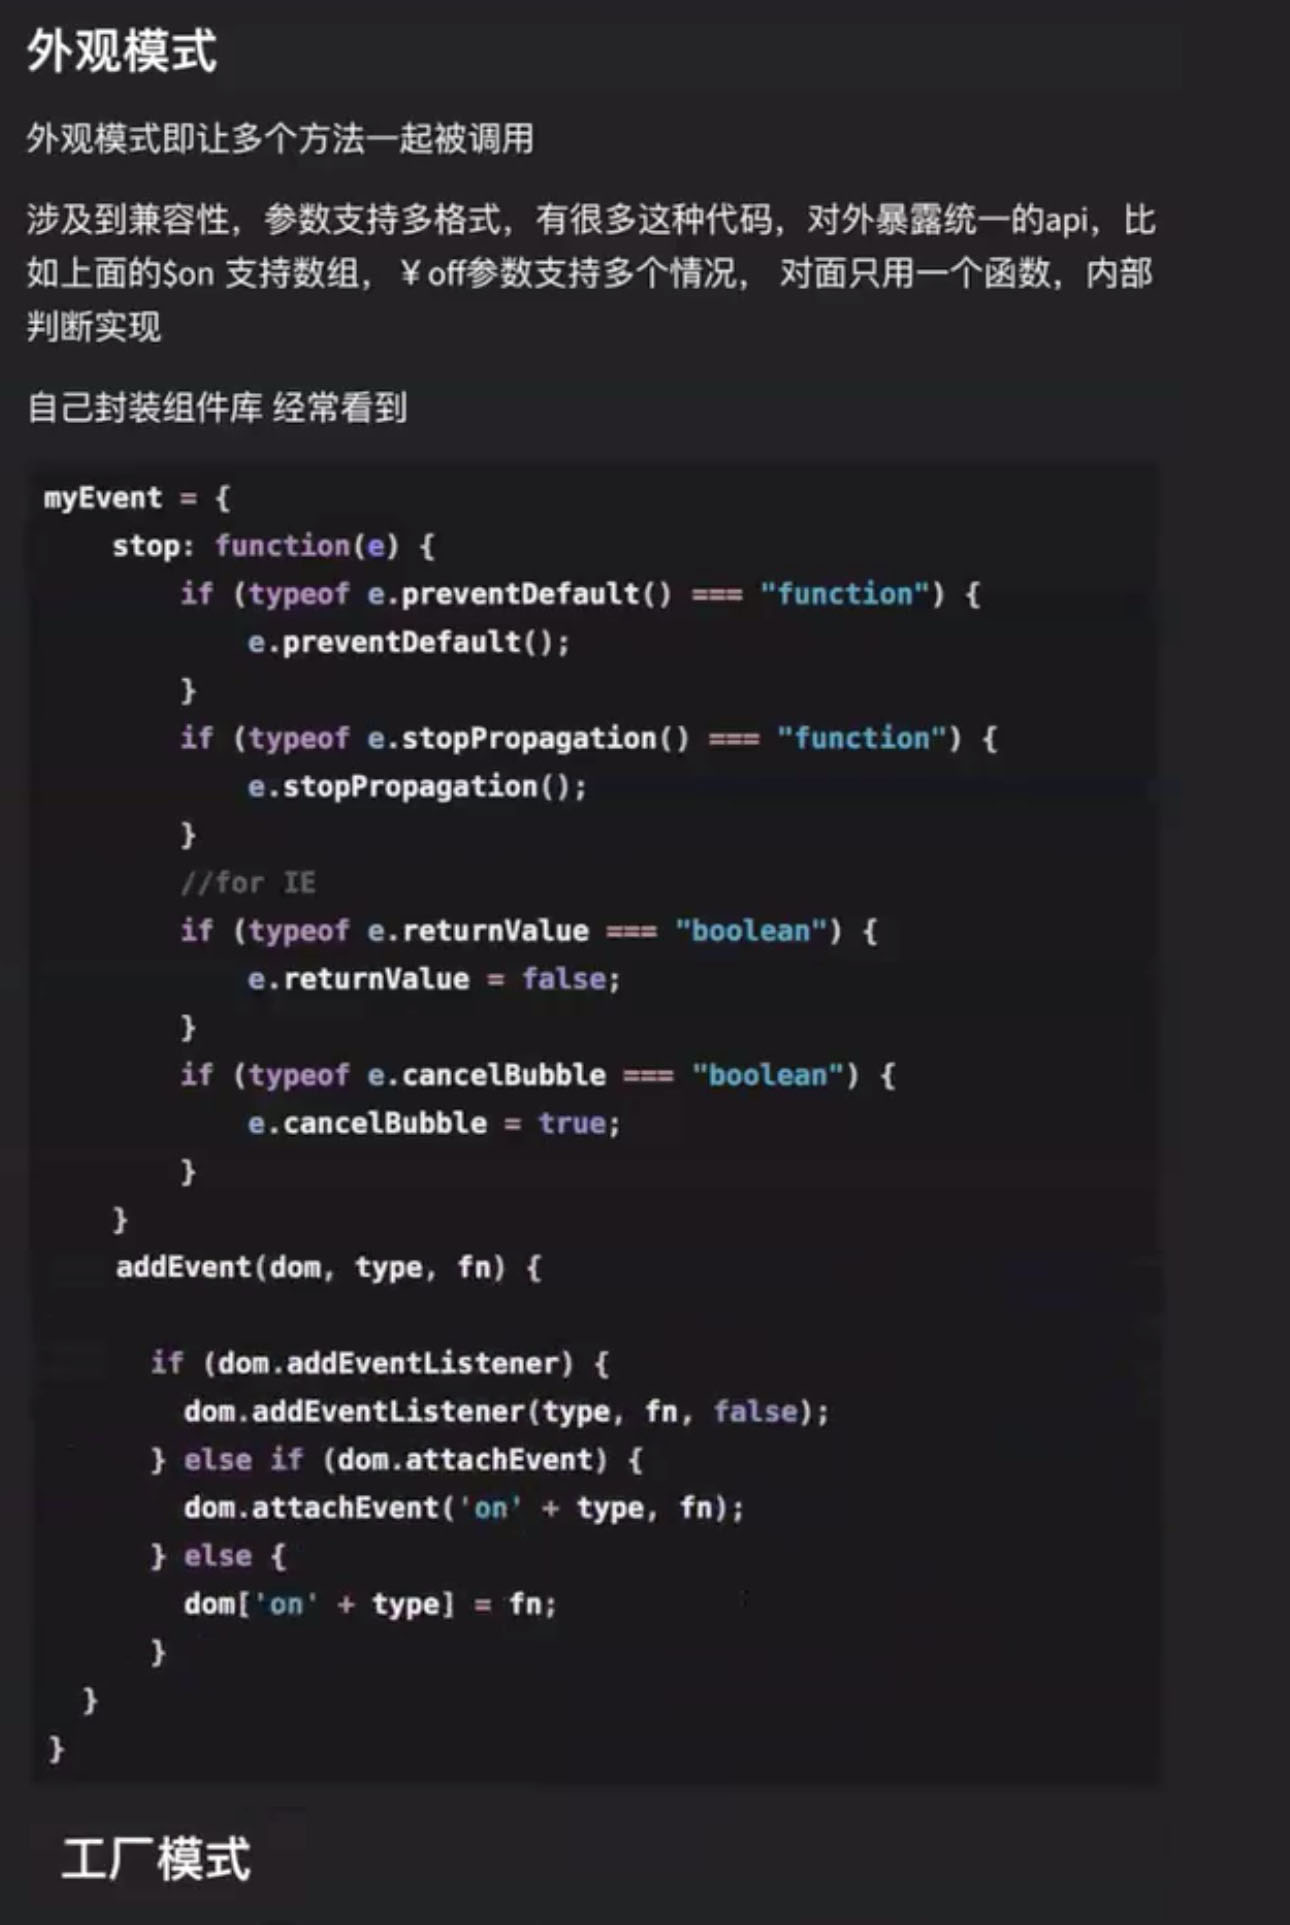 外观模式
外观模式即让多个方法一起被调用
涉及到兼容性，参数支持多格式，有很多这种代码，对外暴露统一的api，比
如上面的$on 支持数组，￥off参数支持多个情况， 对面只用一个函数，内部
判断实现
自己封装组件库 经常看到
myEvent = {
    stop: function(e) {
        if (typeof e.preventDefault() === "function") {
            e.preventDefault();
        }
        if (typeof e.stopPropagation() === "function") {
            e.stopPropagation();
        }
        //for IE
        if (typeof e.returnValue === "boolean") {
            e.returnValue = false;
        }
        if (typeof e.cancelBubble === "boolean") {
            e.cancelBubble = true;
        }
    }
    addEvent(dom, type, fn) {
      if (dom.addEventListener) {
        dom.addEventListener(type, fn, false);
      } else if (dom.attachEvent) {
        dom.attachEvent('on' + type, fn);
      } else {
        dom['on' + type] = fn;
      }
  }
}
工厂模式